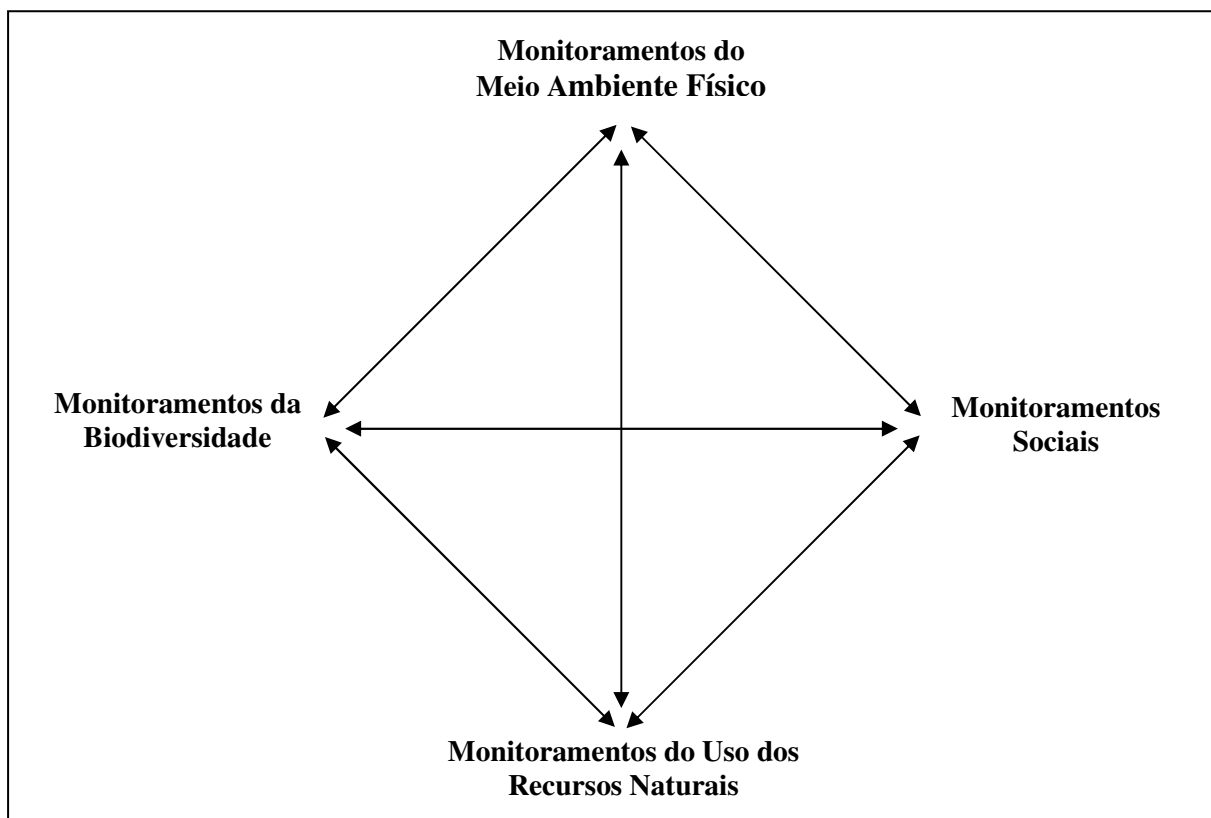 Monitoramentos do
Meio Ambiente Físico
Monitoramentos da
Biodiversidade
Monitoramentos
Sociais
Monitoramentos do Uso dos
Recursos Naturais